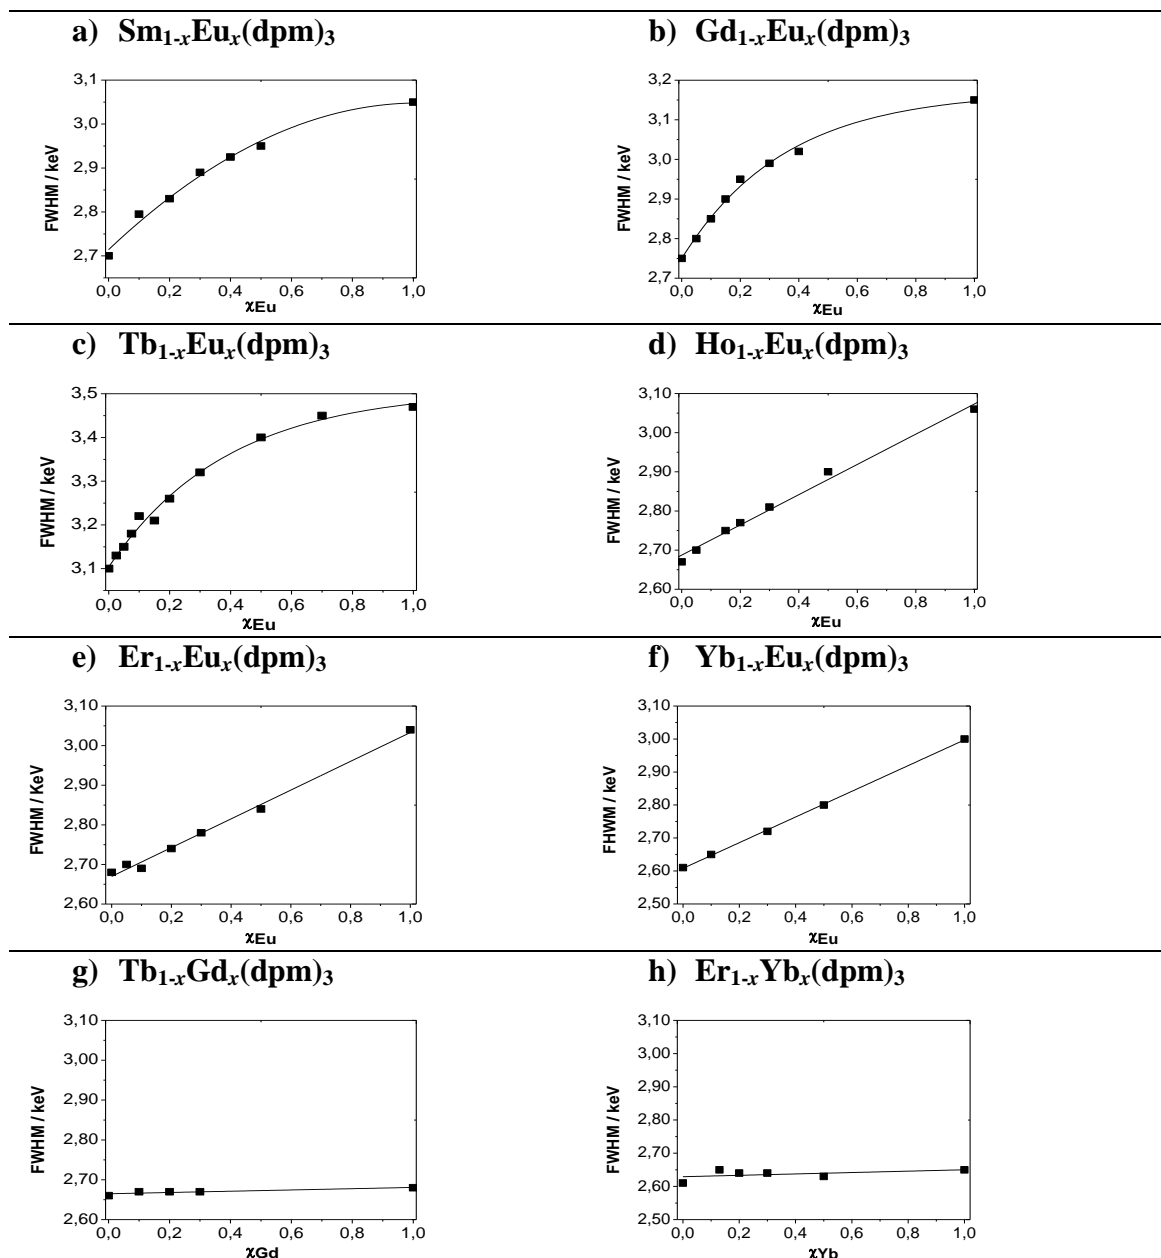 a) Sm1-xEux(dpm)3
3,1
3,0
2,9
2,8
2,7
FWHM / keV
0,0 0,2 0,4 0,6 0,8 1,0
χEu
b) Gd1-xEux(dpm)3
3,2
3,1
3,0
2,9
2,8
2,7
FWHM / keV
0,0 0,2 0,4 0,6 0,8 1,0
χEu
c) Tb1-xEux(dpm)3
3,5
3,4
3,3
3,2
3,1
FWHM / keV
0,0 0,2 0,4 0,6 0,8 1,0
χEu
d) Ho1-xEux(dpm)3
3,10
3,00
2,90
2,80
2,70
2,60
FWHM / keV
0,0 0,2 0,4 0,6 0,8 1,0
χEu
e) Er1-xEux(dpm)3
3,10
3,00
2,90
2,80
2,70
2,60
FWHM / KeV
0,0 0,2 0,4 0,6 0,8 1,0
χEu
f) Yb1-xEux(dpm)3
3,10
3,00
2,90
2,80
2,70
2,60
2,50
FHWM / keV
0,0 0,2 0,4 0,6 0,8 1,0
χEu
g) Tb1-xGdx(dpm)3
3,10
3,00
2,90
2,80
2,70
2,60
FWHM / keV
0,0 0,2 0,4 0,6 0,8 1,0
χGd
h) Er1-xYbx(dpm)3
3,10
3,00
2,90
2,80
2,70
2,60
2,50
FWHM / keV
0,0 0,2 0,4 0,6 0,8 1,0
χYb